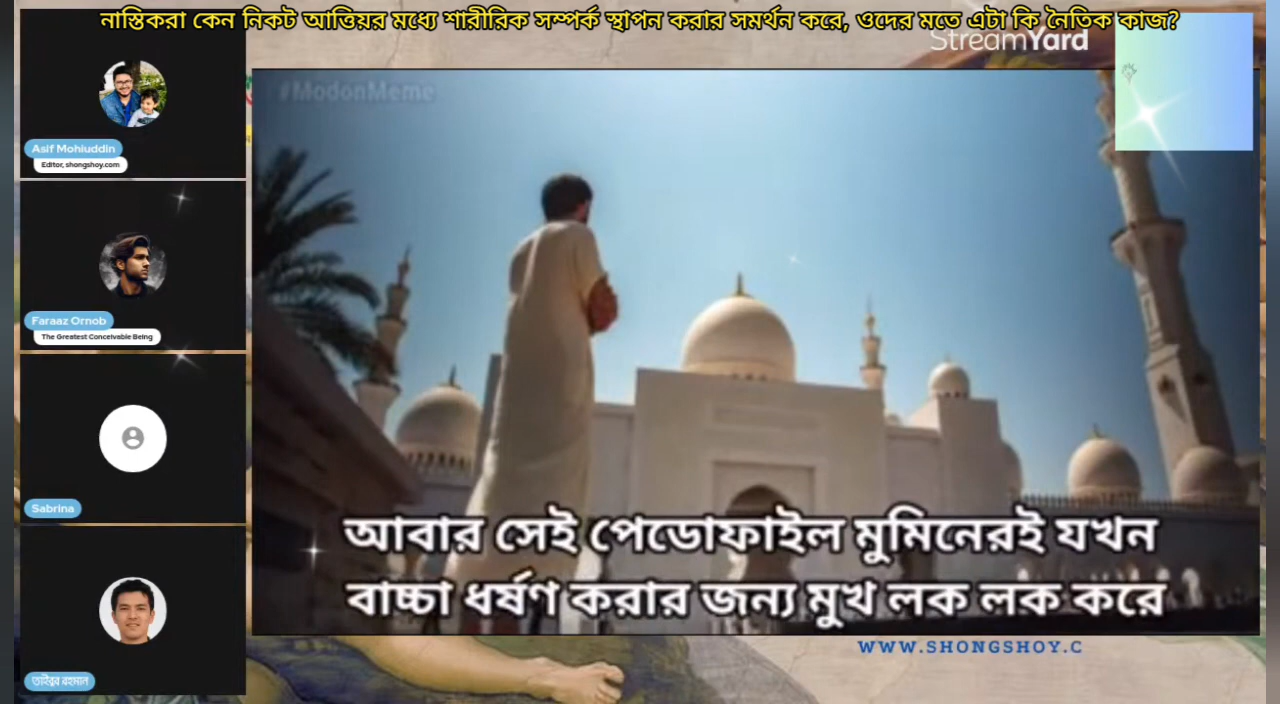 নাস্তিকরা কেন নিকট আত্তিয়র মধ্যে শারীরিক সম্পর্ক স্থাপন করার সমর্থন করে, ওদের মতে এটা কি নৈতিক কাজ?
StreamYard
#ModonMeme
Asif Mohiuddin
Editor, shongshoy.com
Faraaz Ornob
The Greatest Conceivable Being
Sabrina
আবার সেই পেডোফাইল মুমিনেরই যখন
বাচ্চা ধর্ষণ করার জন্য মুখ লক লক করে
WWW.SHONGSHOY.C
তাইবুর রহমান